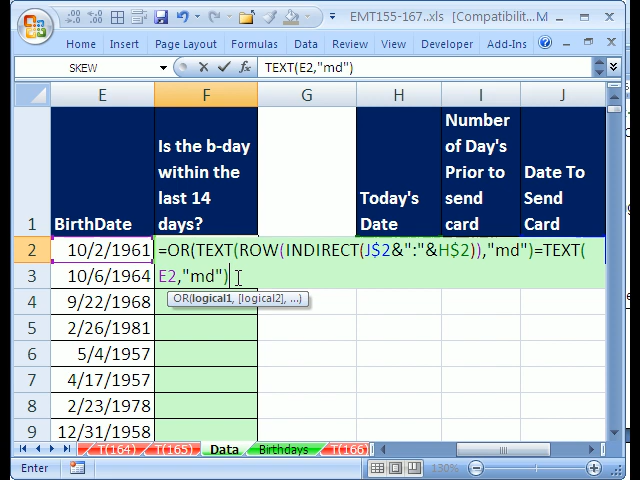 EMT155-167..xls [Compatibilit... M
Home Insert Page Layout Formulas Data Review View Developer Add-Ins
SKEW TEXT(E2,"md")
E F G H I J
1 BirthDate Is the b-day within the last 14 days? Today's Date Number of Day's Prior to send card Date To Send Card
2 10/2/1961 =OR(TEXT(ROW(INDIRECT(J$2&":"&H$2)),"md")=TEXT(
3 10/6/1964 E2,"md")
OR(logical1, [logical2], ...)
4 9/22/1968
5 2/26/1981
6 5/4/1957
7 4/17/1957
8 2/23/1978
9 12/31/1958
T(164) T(165) Data Birthdays T(166)
Enter 130%